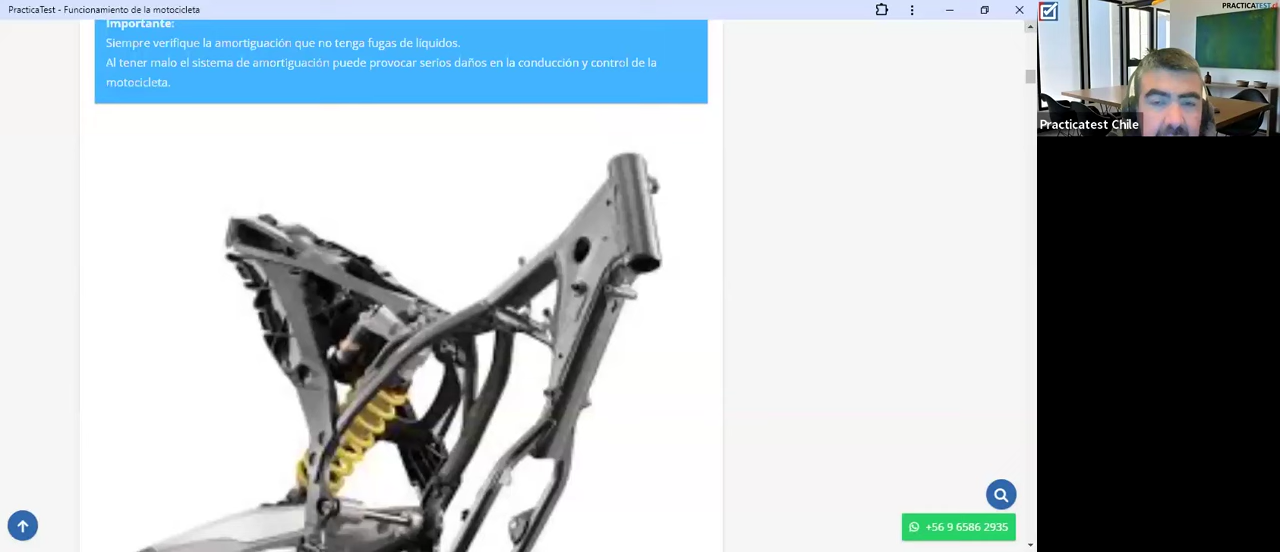 PracticaTest - Funcionamiento de la motocicleta
Importante:
Siempre verifique la amortiguación que no tenga fugas de líquidos.
Al tener malo el sistema de amortiguación puede provocar serios daños en la conducción y control de la
motocicleta.
+56 9 6586 2935
PRACTICATEST
Practicatest Chile